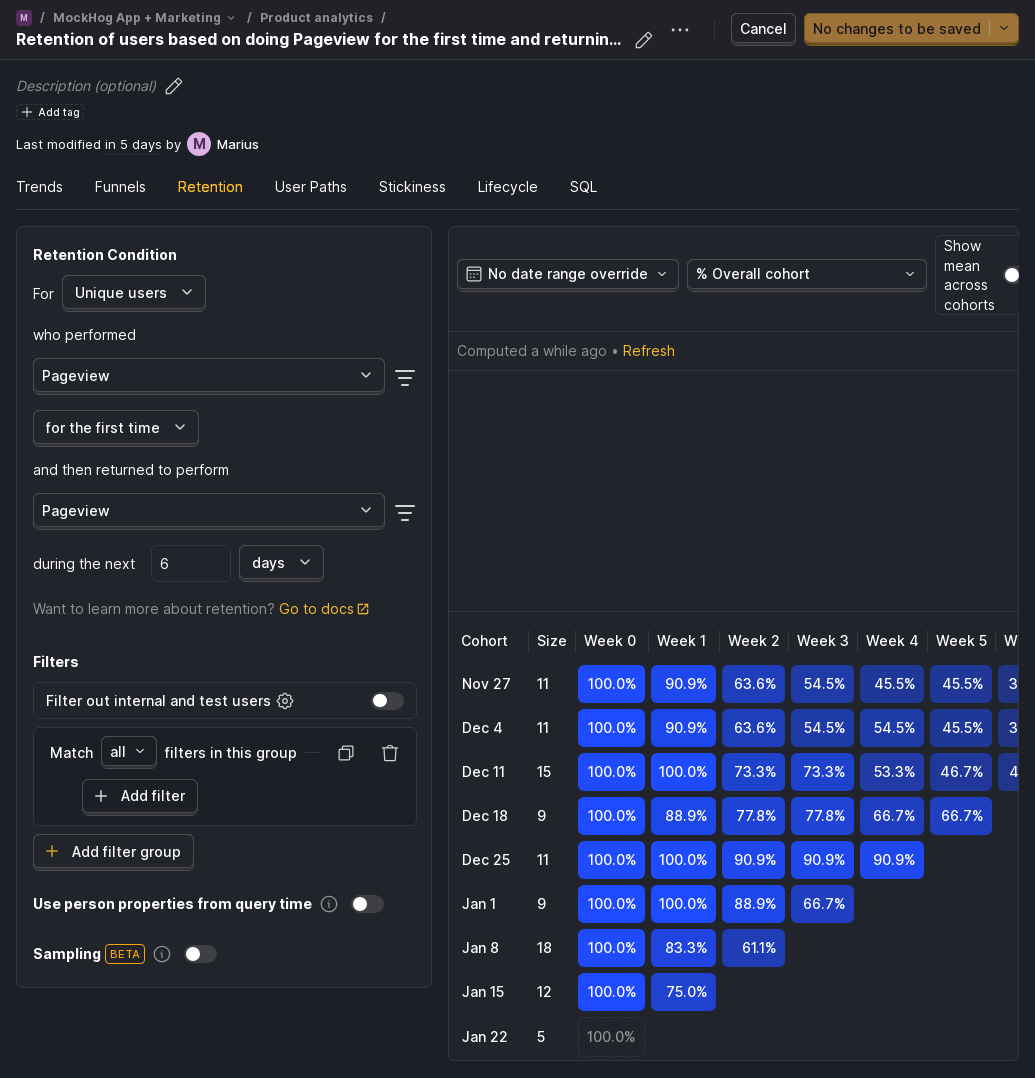 M / MockHog App + Marketing / Product analytics /
Retention of users based on doing Pageview for the first time and returnin...
Cancel
No changes to be saved
Description (optional)
Add tag
Last modified in 5 days by M Marius
Trends Funnels Retention User Paths Stickiness Lifecycle SQL
Retention Condition
For Unique users
who performed
Pageview
for the first time
and then returned to perform
Pageview
during the next 6 days
Want to learn more about retention? Go to docs
Filters
Filter out internal and test users
Match all filters in this group
Add filter
Add filter group
Use person properties from query time
Sampling BETA
No date range override
% Overall cohort
Show
mean
across
cohorts
Computed a while ago • Refresh
Cohort Size Week 0 Week 1 Week 2 Week 3 Week 4 Week 5 W
Nov 27 11 100.0% 90.9% 63.6% 54.5% 45.5% 45.5% 3
Dec 4 11 100.0% 90.9% 63.6% 54.5% 54.5% 45.5% 3
Dec 11 15 100.0% 100.0% 73.3% 73.3% 53.3% 46.7% 4
Dec 18 9 100.0% 88.9% 77.8% 77.8% 66.7% 66.7%
Dec 25 11 100.0% 100.0% 90.9% 90.9% 90.9%
Jan 1 9 100.0% 100.0% 88.9% 66.7%
Jan 8 18 100.0% 83.3% 61.1%
Jan 15 12 100.0% 75.0%
Jan 22 5 100.0%